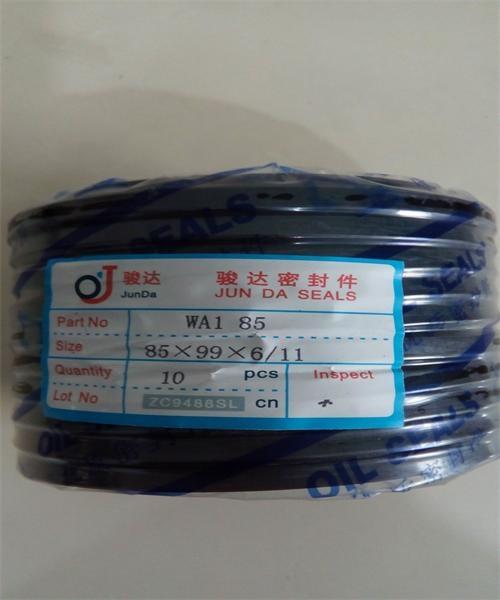 SEALS
骏达
JunDa
骏达密封件
JUN DA SEALS
Part No WA1 85
Size 85×99×6/11
Quantity 10 pcs Inspect
Lot No ZC9488SL cn
OIL SEALS